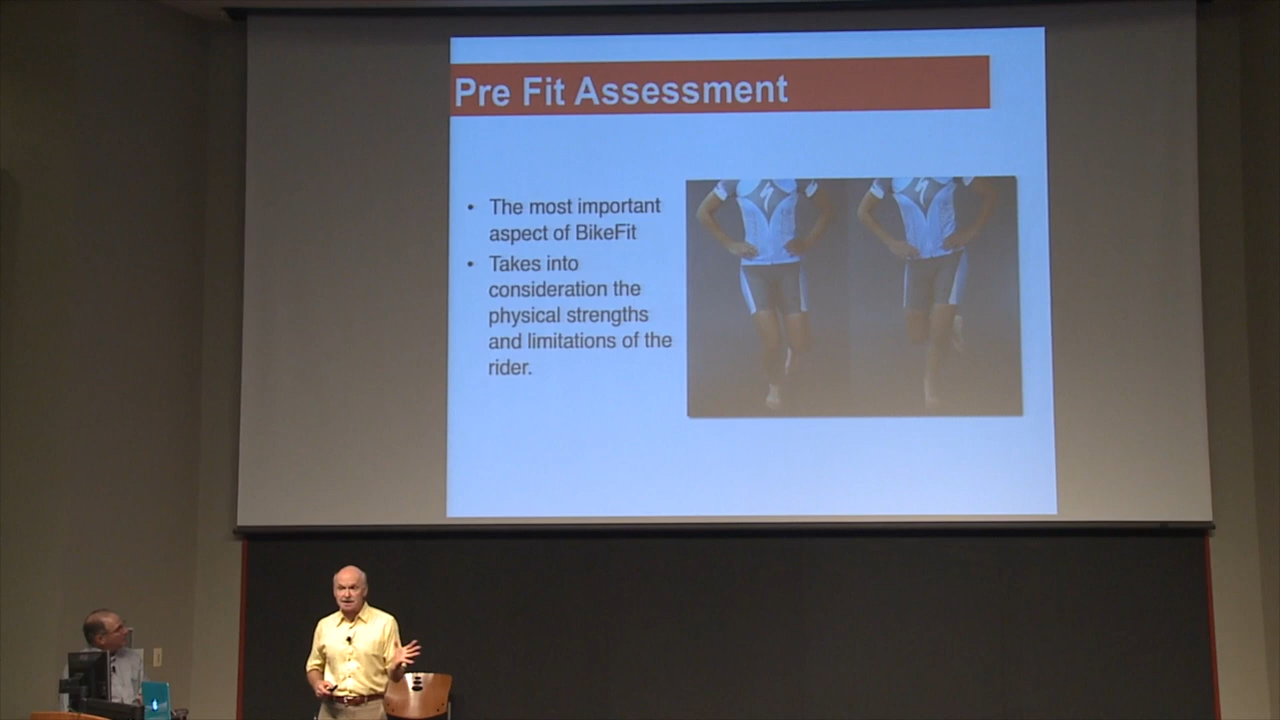 Pre Fit Assessment
• The most important
aspect of BikeFit
• Takes into
consideration the
physical strengths
and limitations of the
rider.